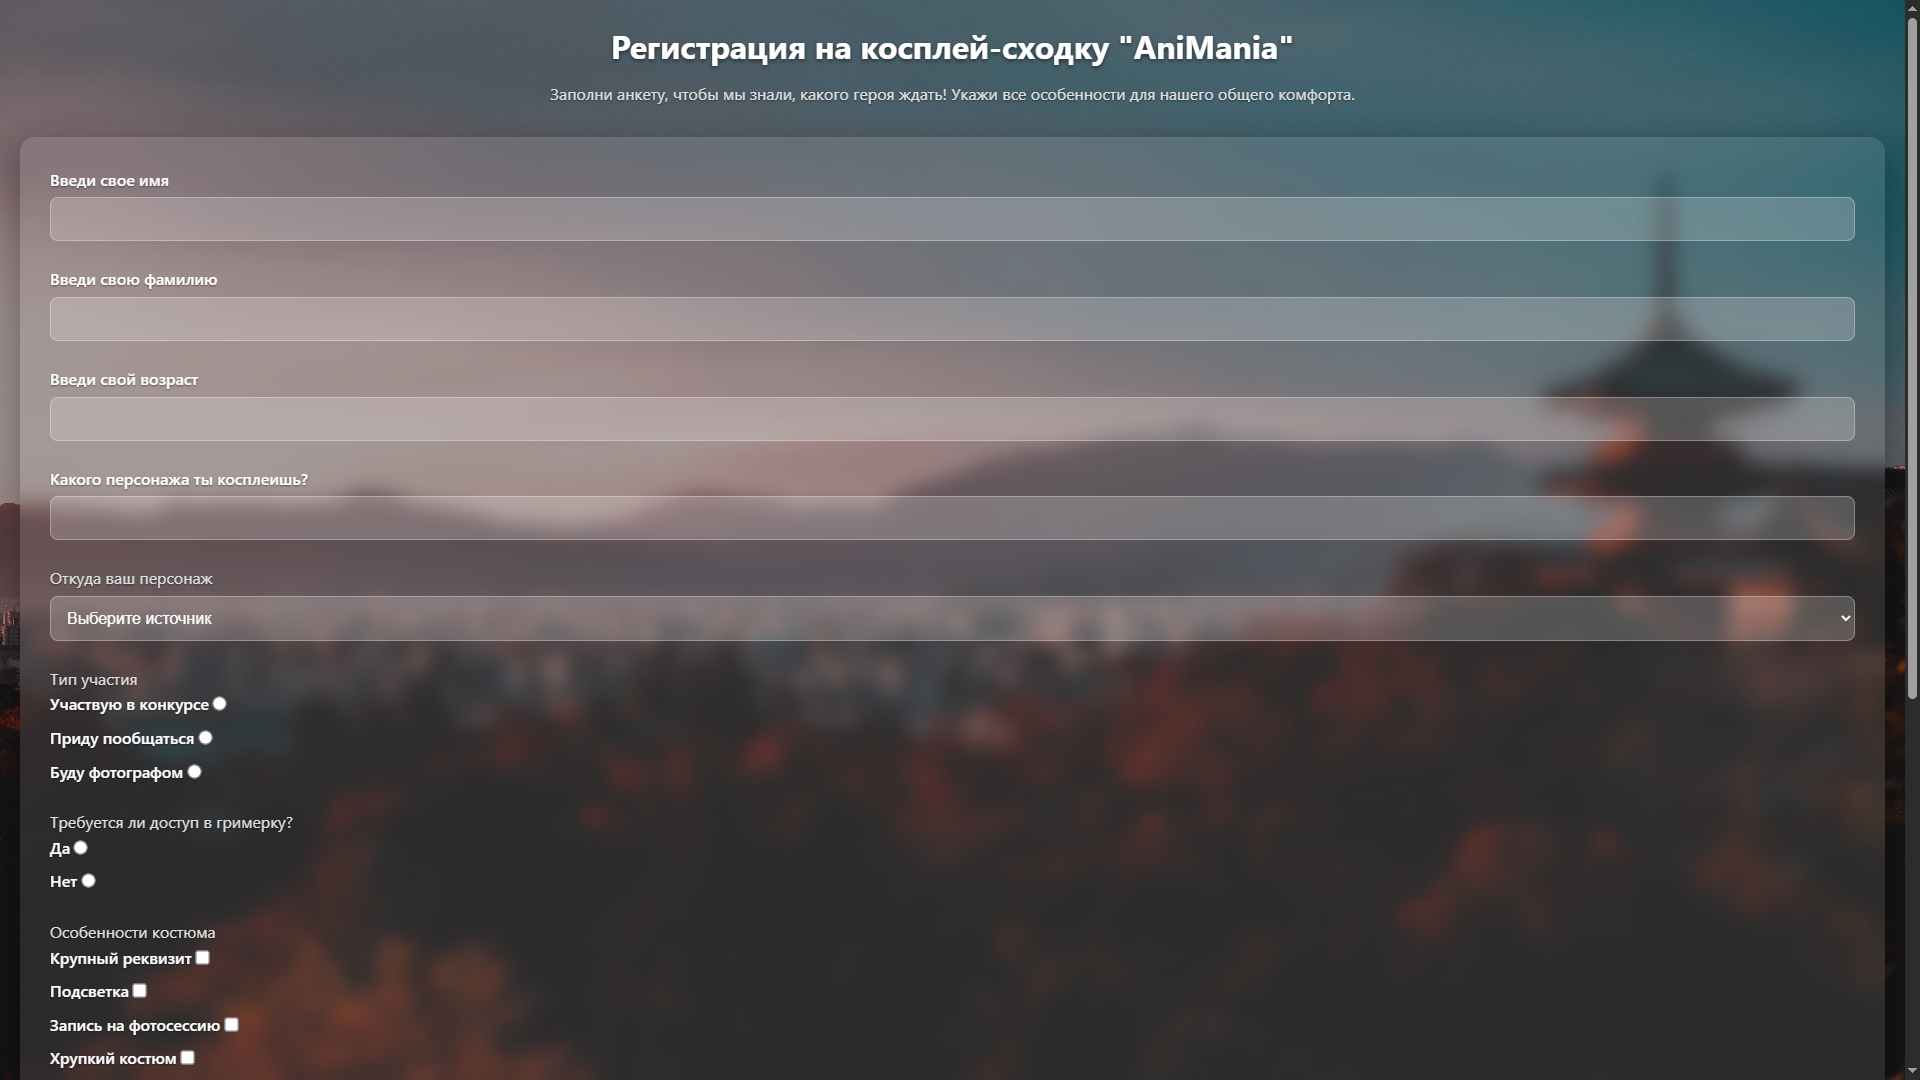 Регистрация на косплей-сходку "AniMania"
Заполни анкету, чтобы мы знали, какого героя ждать! Укажи все особенности для нашего общего комфорта.
Введи свое имя
Введи свою фамилию
Введи свой возраст
Какого персонажа ты косплеишь?
Откуда ваш персонаж
Выберите источник
Тип участия
Участвую в конкурсе
Приду пообщаться
Буду фотографом
Требуется ли доступ в гримерку?
Да
Нет
Особенности костюма
Крупный реквизит
Подсветка
Запись на фотосессию
Хрупкий костюм